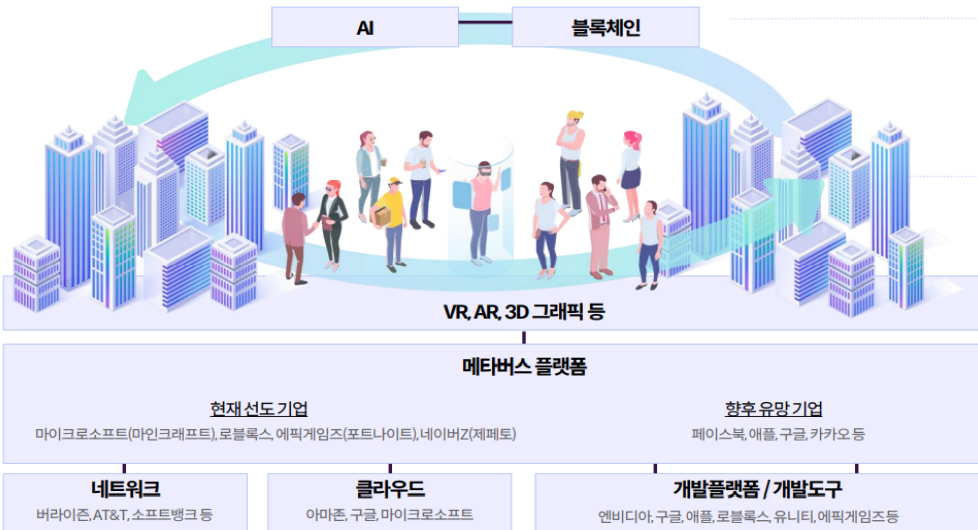 AI
블록체인
VR, AR, 3D 그래픽 등
메타버스 플랫폼
현재 선도 기업
마이크로소프트(마인크래프트), 로블록스, 에픽게임즈(포트나이트), 네이버Z(제페토)
향후 유망 기업
페이스북, 애플, 구글, 카카오 등
네트워크
버라이즌, AT&T, 소프트뱅크 등
클라우드
아마존, 구글, 마이크로소프트
개발플랫폼 / 개발도구
엔비디아, 구글, 애플, 로블록스, 유니티, 에픽게임즈 등